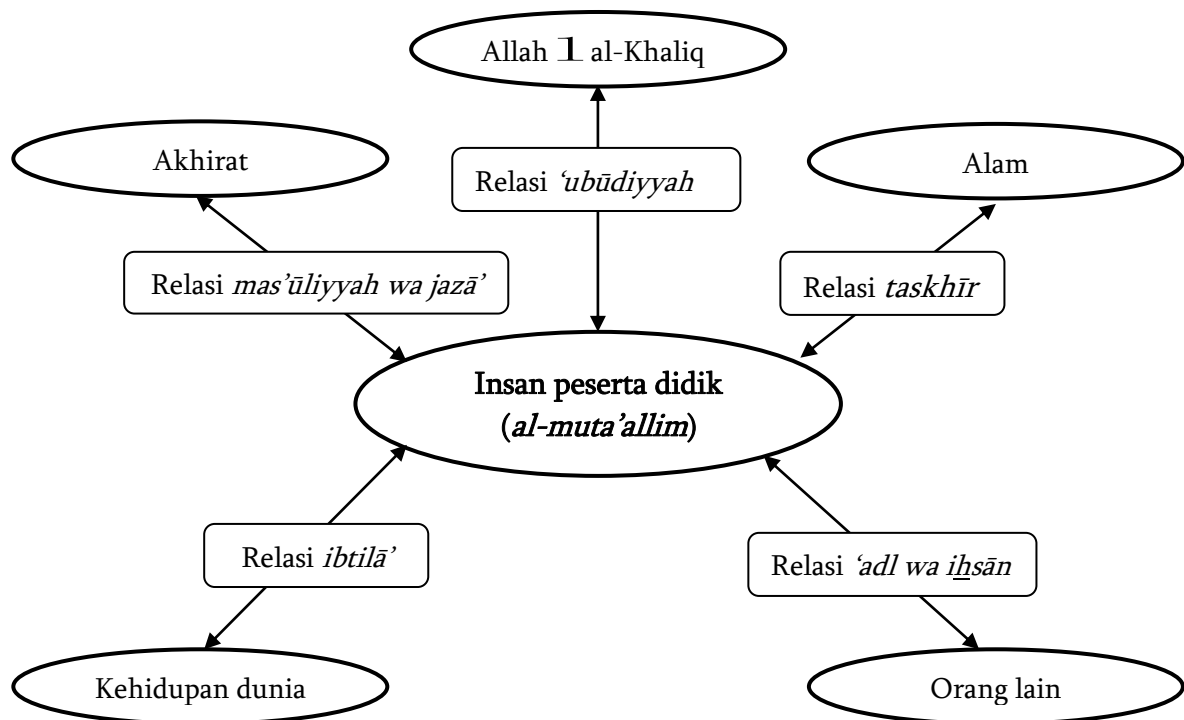 Allah 1 al-Khaliq
Akhirat
Alam
Relasi ‘ubūdiyyah
Relasi mas’ūliyyah wa jazā’
Relasi taskhīr
Insan peserta didik
(al-muta’allim)
Relasi ibtilā’
Relasi ‘adl wa ihsān
Kehidupan dunia
Orang lain